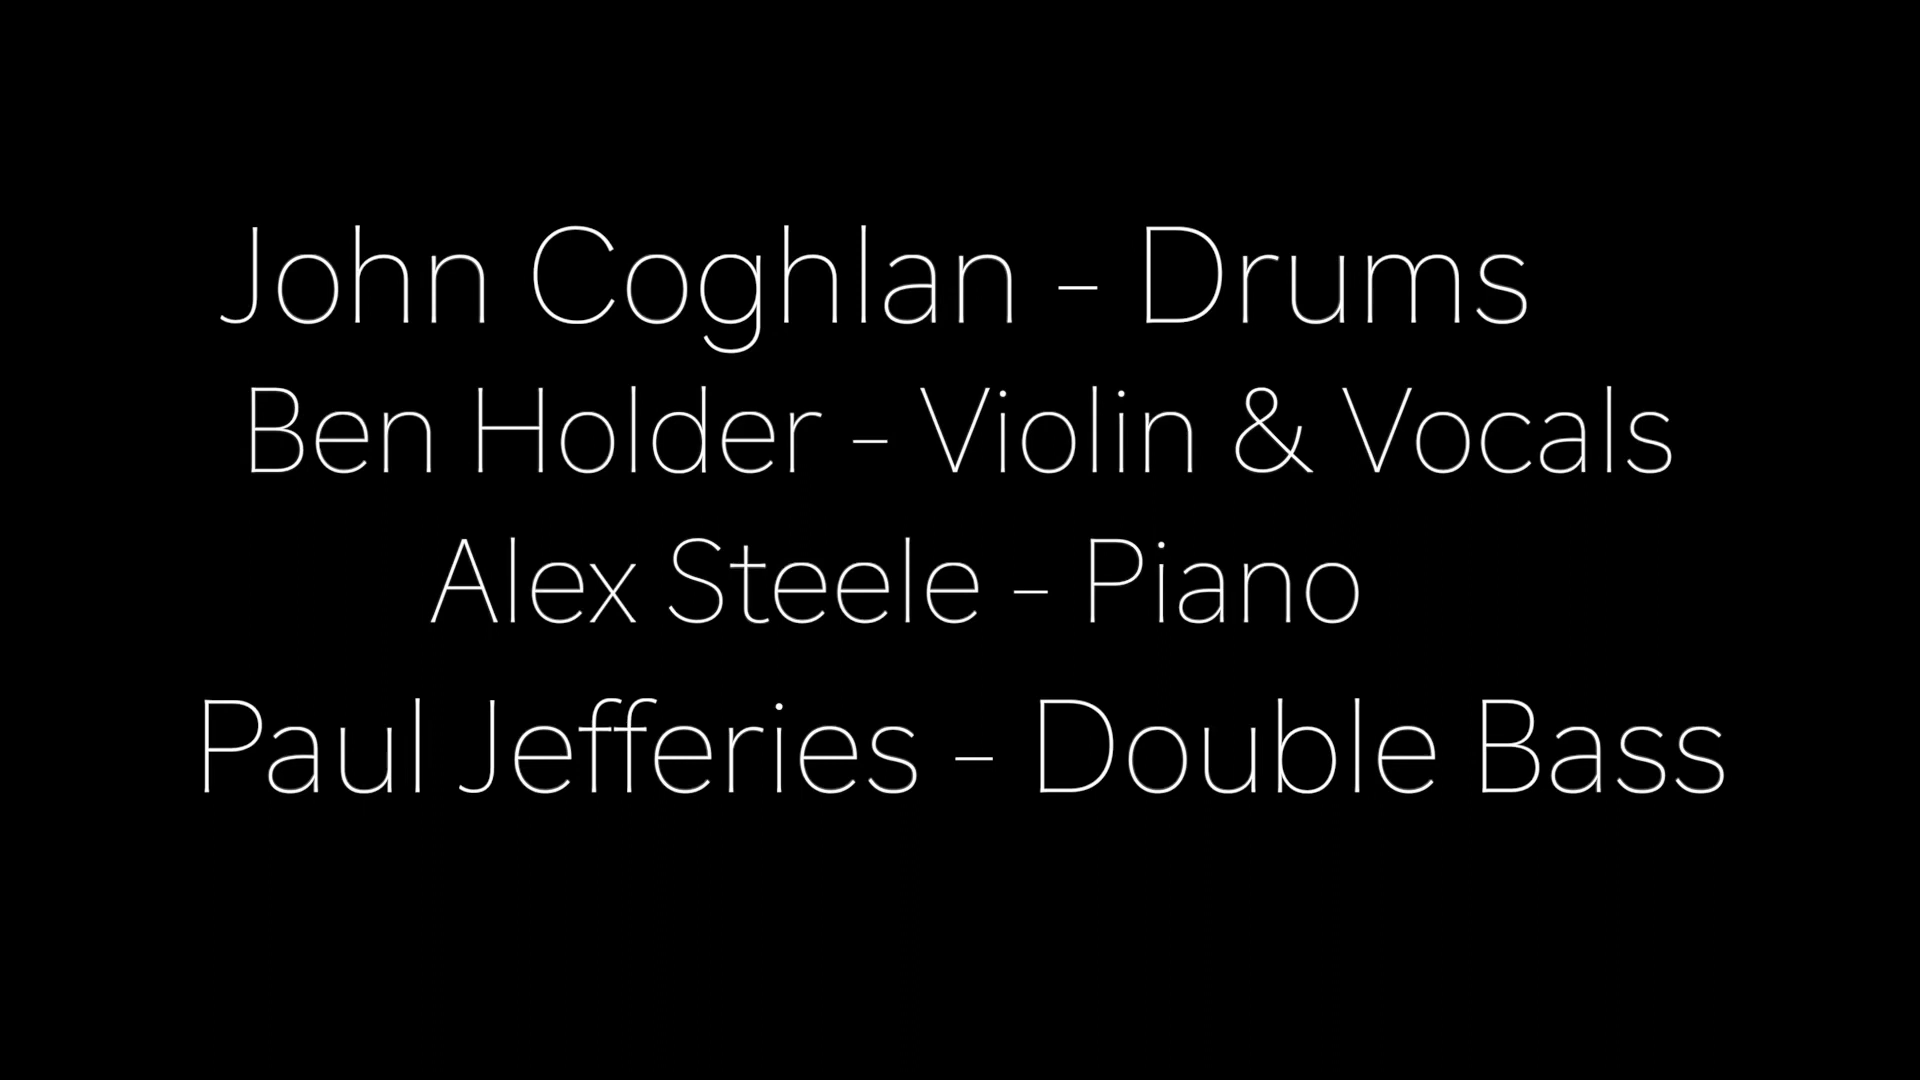 John Coghlan - Drums
Ben Holder - Violin & Vocals
Alex Steele - Piano
Paul Jefferies - Double Bass